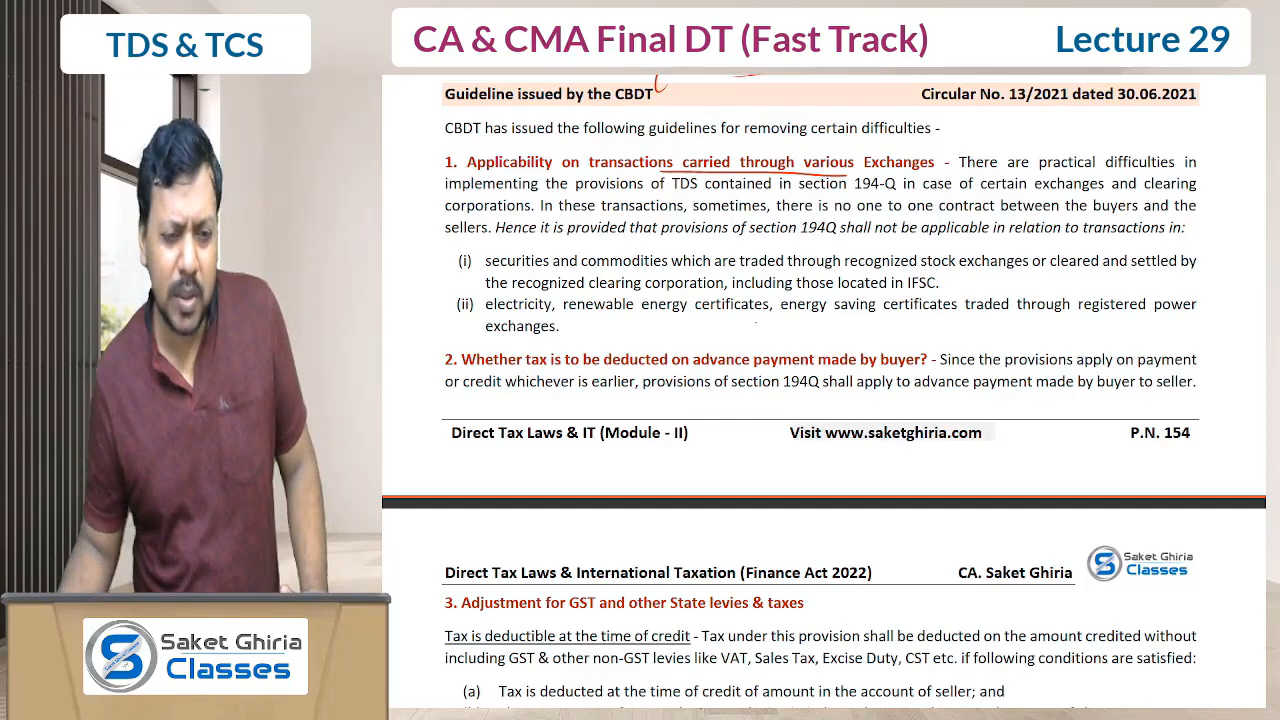 TDS & TCS
CA & CMA Final DT (Fast Track)
Lecture 29
Guideline issued by the CBDT
Circular No. 13/2021 dated 30.06.2021
CBDT has issued the following guidelines for removing certain difficulties -
1. Applicability on transactions carried through various Exchanges - There are practical difficulties in
implementing the provisions of TDS contained in section 194-Q in case of certain exchanges and clearing
corporations. In these transactions, sometimes, there is no one to one contract between the buyers and the
sellers. Hence it is provided that provisions of section 194Q shall not be applicable in relation to transactions in:
(i) securities and commodities which are traded through recognized stock exchanges or cleared and settled by
the recognized clearing corporation, including those located in IFSC.
(ii) electricity, renewable energy certificates, energy saving certificates traded through registered power
exchanges.
2. Whether tax is to be deducted on advance payment made by buyer? - Since the provisions apply on payment
or credit whichever is earlier, provisions of section 194Q shall apply to advance payment made by buyer to seller.
Direct Tax Laws & IT (Module - II)
Visit www.saketghiria.com
P.N. 154
Direct Tax Laws & International Taxation (Finance Act 2022)
CA. Saket Ghiria
Saket Ghiria
Classes
3. Adjustment for GST and other State levies & taxes
Tax is deductible at the time of credit - Tax under this provision shall be deducted on the amount credited without
including GST & other non-GST levies like VAT, Sales Tax, Excise Duty CST etc. if following conditions are satisfied:
(a) Tax is deducted at the time of credit of amount in the account of seller; and
Saket Ghiria
Classes